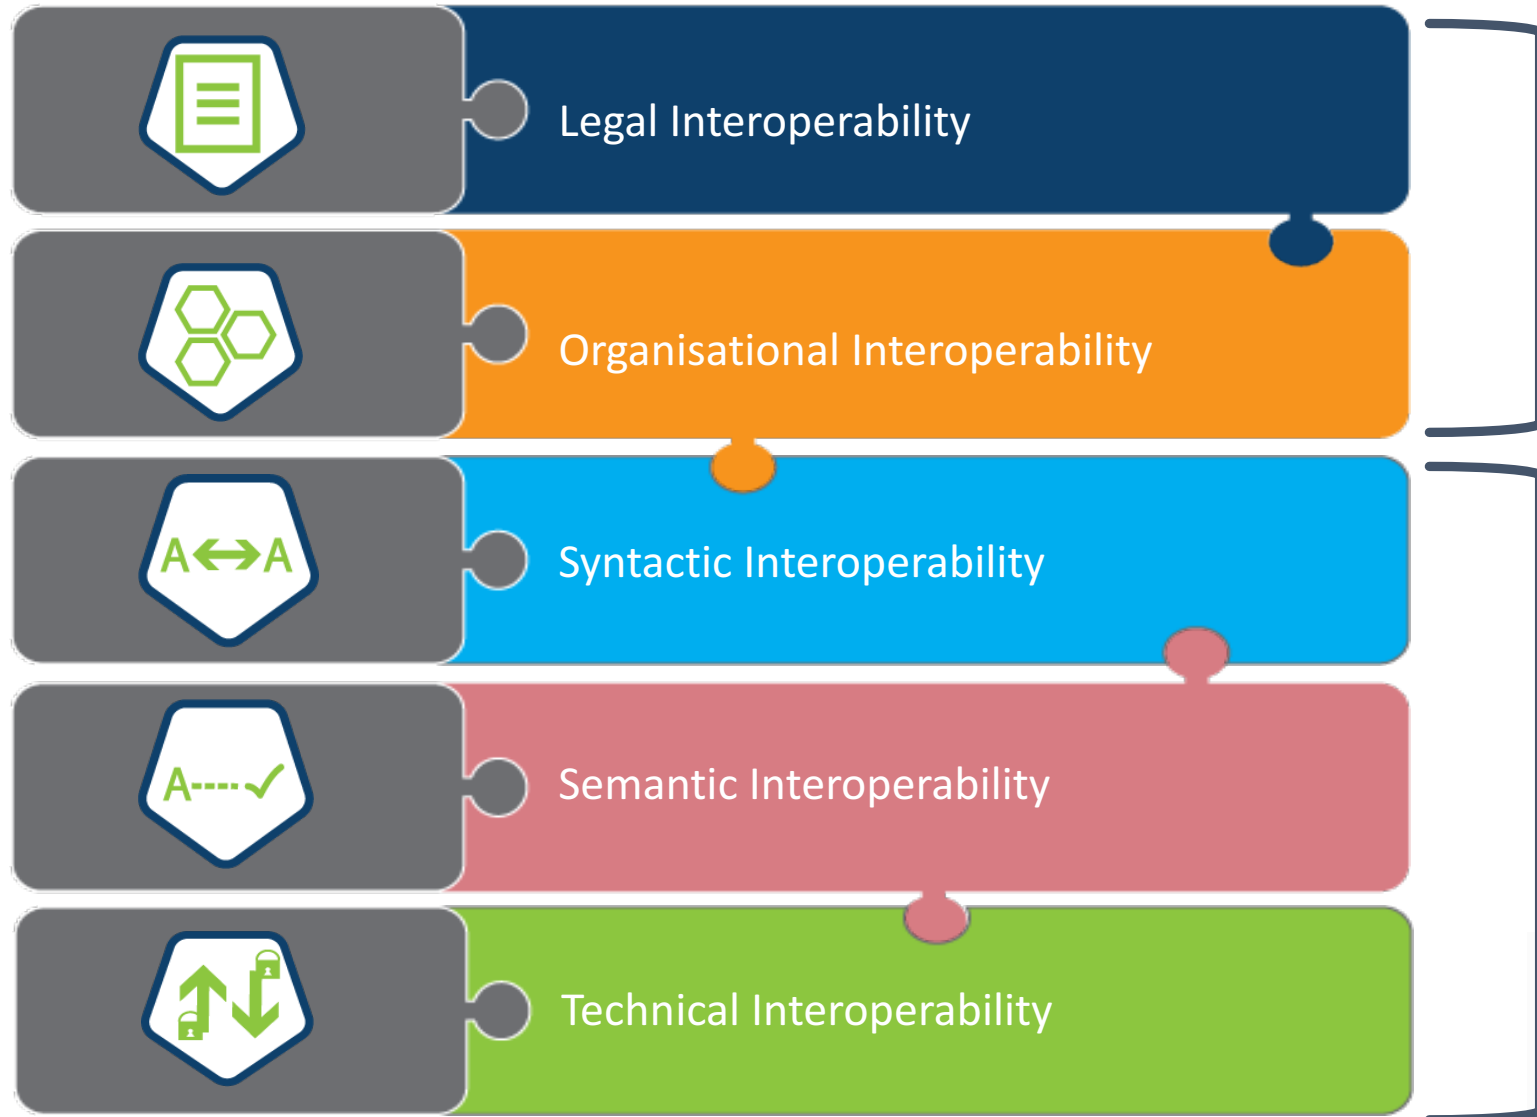 Legal Interoperability
Organisational Interoperability
A↔A
Syntactic Interoperability
A----✓
Semantic Interoperability
Technical Interoperability